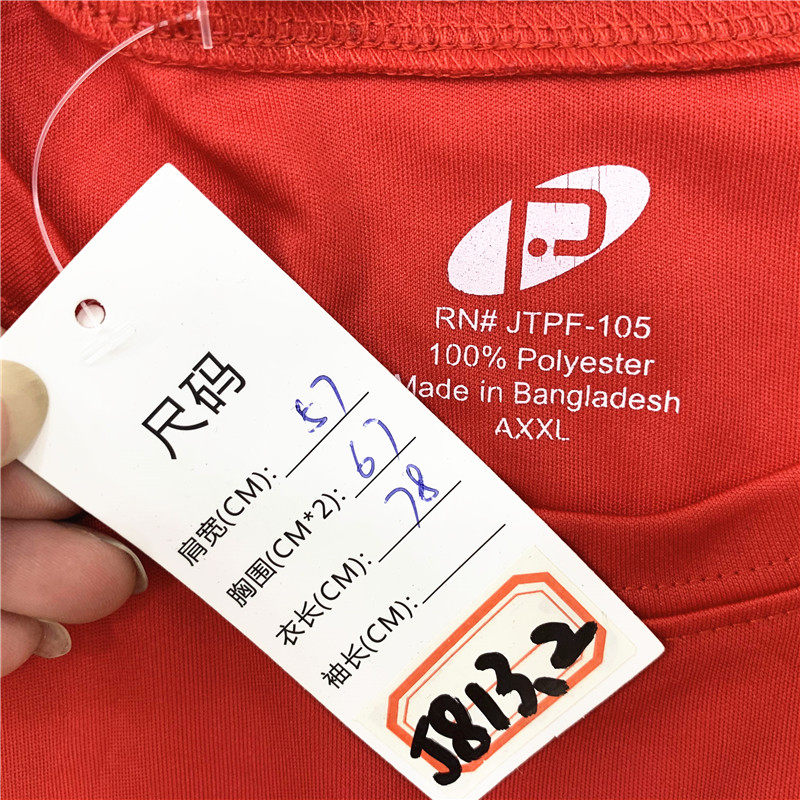 RN# JTPF-105
100% Polyester
Made in Bangladesh
AXXL
尺码
肩宽(CM): 57
胸围(CM*2): 67
衣长(CM): 78
袖长(CM):
J813.2